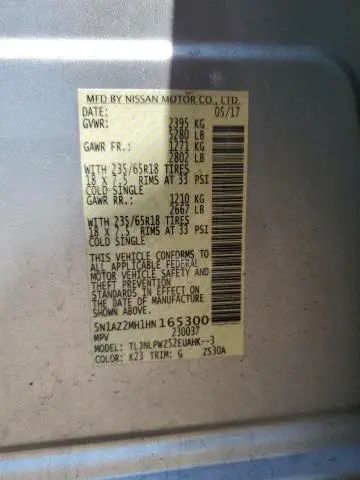 MFD BY NISSAN MOTOR CO., LTD.
DATE: 05/17
GVWR: 2395 KG
5280 LB
GAWR FR.: 1271 KG
2802 LB
WITH 235/65R18 TIRES
18 X 7.5 RIMS AT 33 PSI
COLD SINGLE
GAWR RR.: 1210 KG
2667 LB
WITH 235/65R18 TIRES
18 X 7.5 RIMS AT 33 PSI
COLD SINGLE
THIS VEHICLE CONFORMS TO
ALL APPLICABLE FEDERAL
MOTOR VEHICLE SAFETY AND
THEFT PREVENTION
STANDARDS IN EFFECT ON THE
DATE OF MANUFACTURE
SHOWN ABOVE.
5N1AZ2MH1HN165300
MPV 230037
MODEL: TLJNLPWZ52EUAHK--3
COLOR: K23 TRIM: G ZS30A